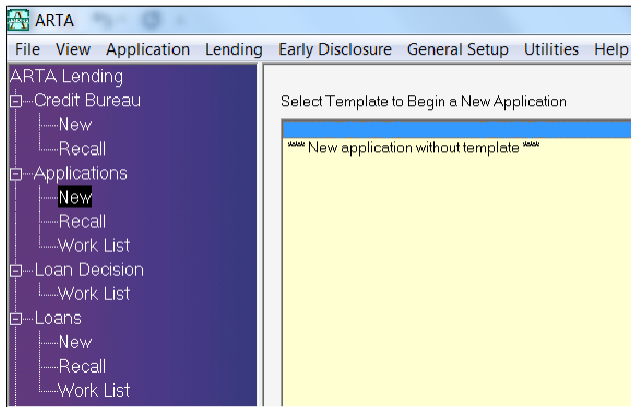 ARTA
File View Application Lending Early Disclosure General Setup Utilities Help
ARTA Lending
Credit Bureau
New
Recall
Applications
New
Recall
Work List
Loan Decision
Work List
Loans
New
Recall
Work List
Select Template to Begin a New Application
*** New application without template ***